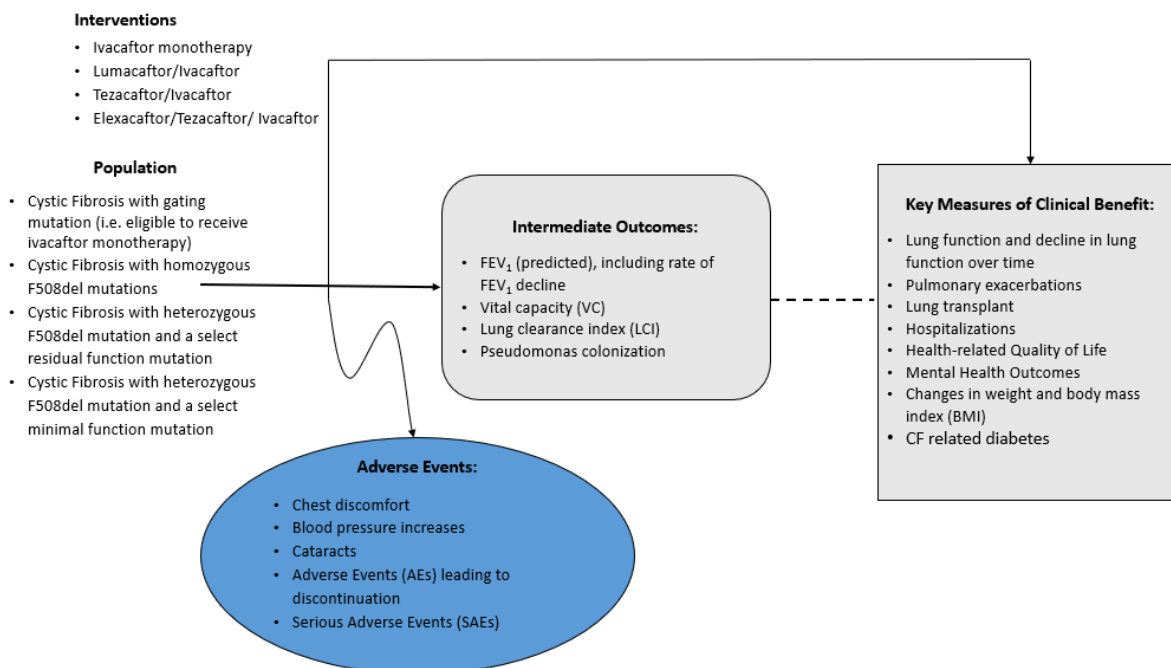 Interventions
• Ivacaftor monotherapy
• Lumacaftor/Ivacaftor
• Tezacaftor/Ivacaftor
• Elexacaftor/Tezacaftor/ Ivacaftor
Population
• Cystic Fibrosis with gating
mutation (i.e. eligible to receive
ivacaftor monotherapy)
• Cystic Fibrosis with homozygous
F508del mutations
• Cystic Fibrosis with heterozygous
F508del mutation and a select
residual function mutation
• Cystic Fibrosis with heterozygous
F508del mutation and a select
minimal function mutation
Intermediate Outcomes:
• FEV₁ (predicted), including rate of
FEV₁ decline
• Vital capacity (VC)
• Lung clearance index (LCI)
• Pseudomonas colonization
Key Measures of Clinical Benefit:
• Lung function and decline in lung
function over time
• Pulmonary exacerbations
• Lung transplant
• Hospitalizations
• Health-related Quality of Life
• Mental Health Outcomes
• Changes in weight and body mass
index (BMI)
• CF related diabetes
Adverse Events:
• Chest discomfort
• Blood pressure increases
• Cataracts
• Adverse Events (AEs) leading to
discontinuation
• Serious Adverse Events (SAEs)